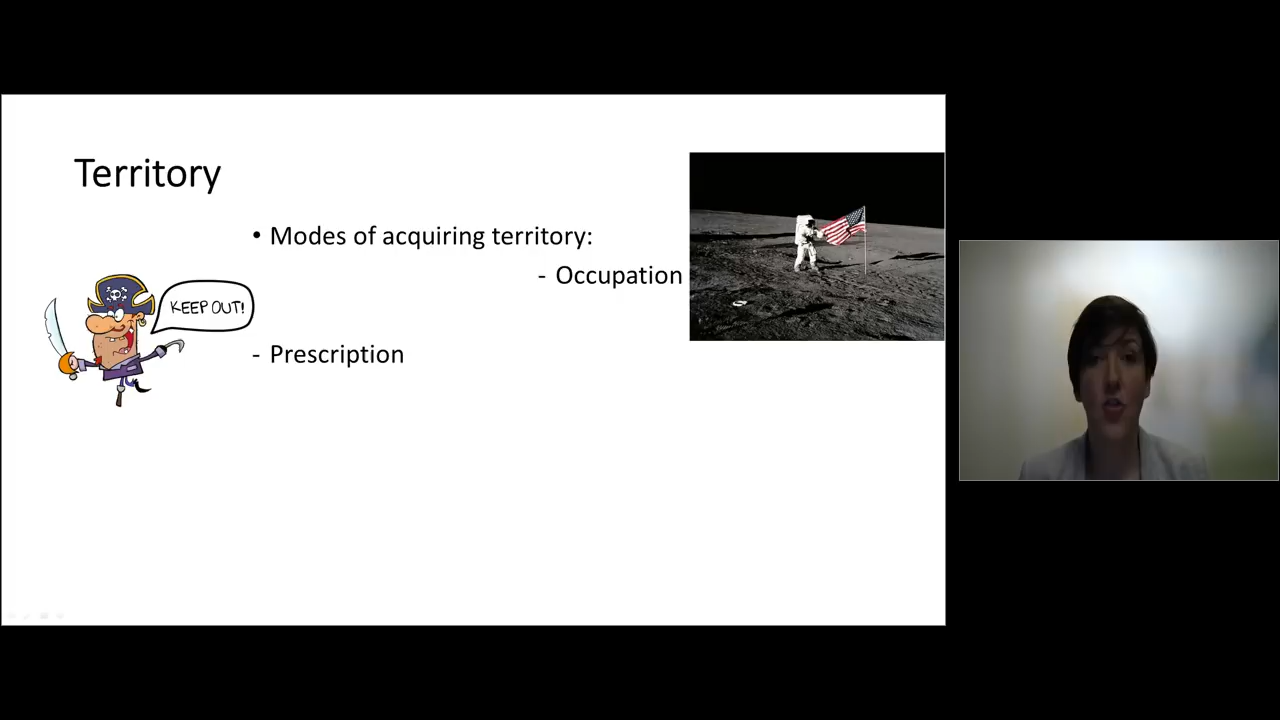 Territory
• Modes of acquiring territory:
- Occupation
KEEP OUT!
- Prescription